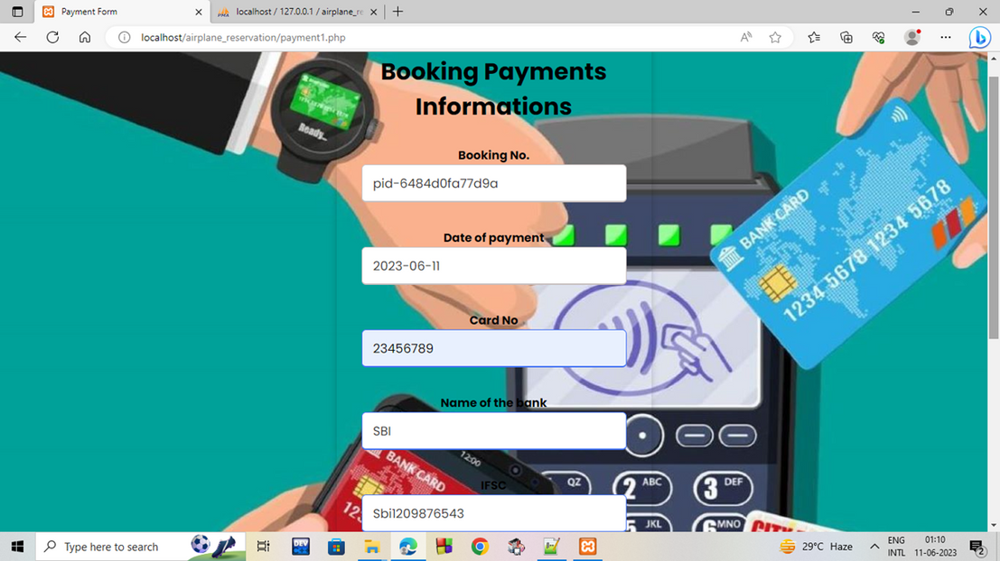 Payment Form
localhost / 127.0.0.1 / airplane_re
localhost/airplane_reservation/payment1.php
Booking Payments
Informations
Ready...
Booking No.
pid-6484d0fa77d9a
Date of payment
2023-06-11
BANK CARD
1234 5678 1234 5678
Card No
23456789
Name of the bank
SBI
12:00
BANK CARD
IFSC
QZ
2 ABC
3 DEF
Sbi1209876543
JKL
6 MNO
Type here to search
DEV
29°C Haze
ENG
INTL
01:10
11-06-2023
2